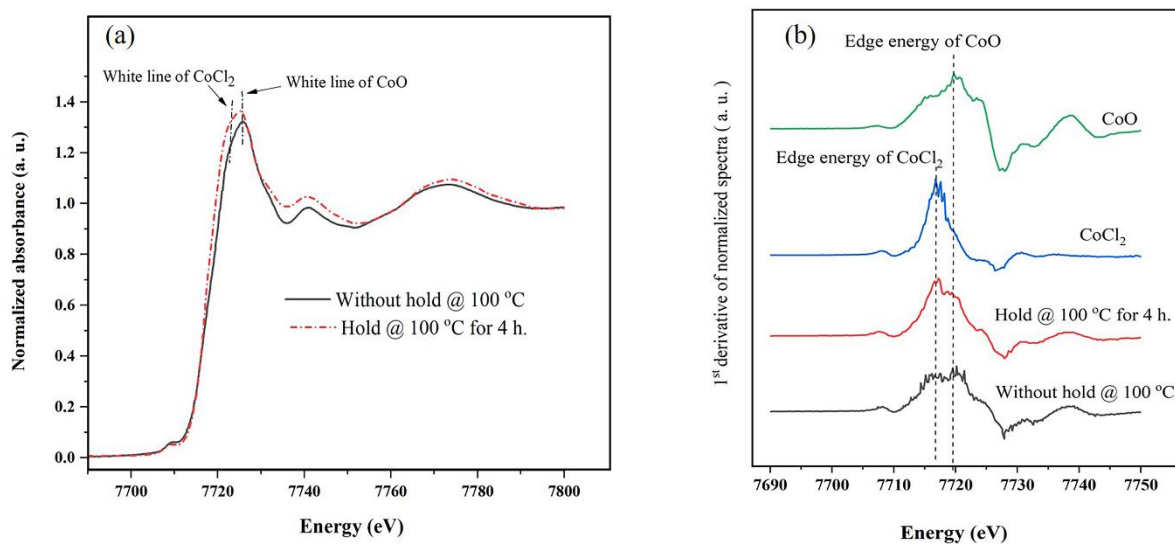 (a)
White line of CoCl₂
White line of CoO
1.4
1.2
1.0
0.8
0.6
0.4
0.2
0.0
Normalized absorbance (a. u.)
Without hold @ 100 °C
Hold @ 100 °C for 4 h.
7700
7720
7740
7760
7780
7800
Energy (eV)
(b)
Edge energy of CoO
CoO
Edge energy of CoCl₂
CoCl₂
Hold @ 100 °C for 4 h.
Without hold @ 100 °C
1ˢᵗ derivative of normalized spectra ( a. u. )
7690
7700
7710
7720
7730
7740
7750
Energy (eV)